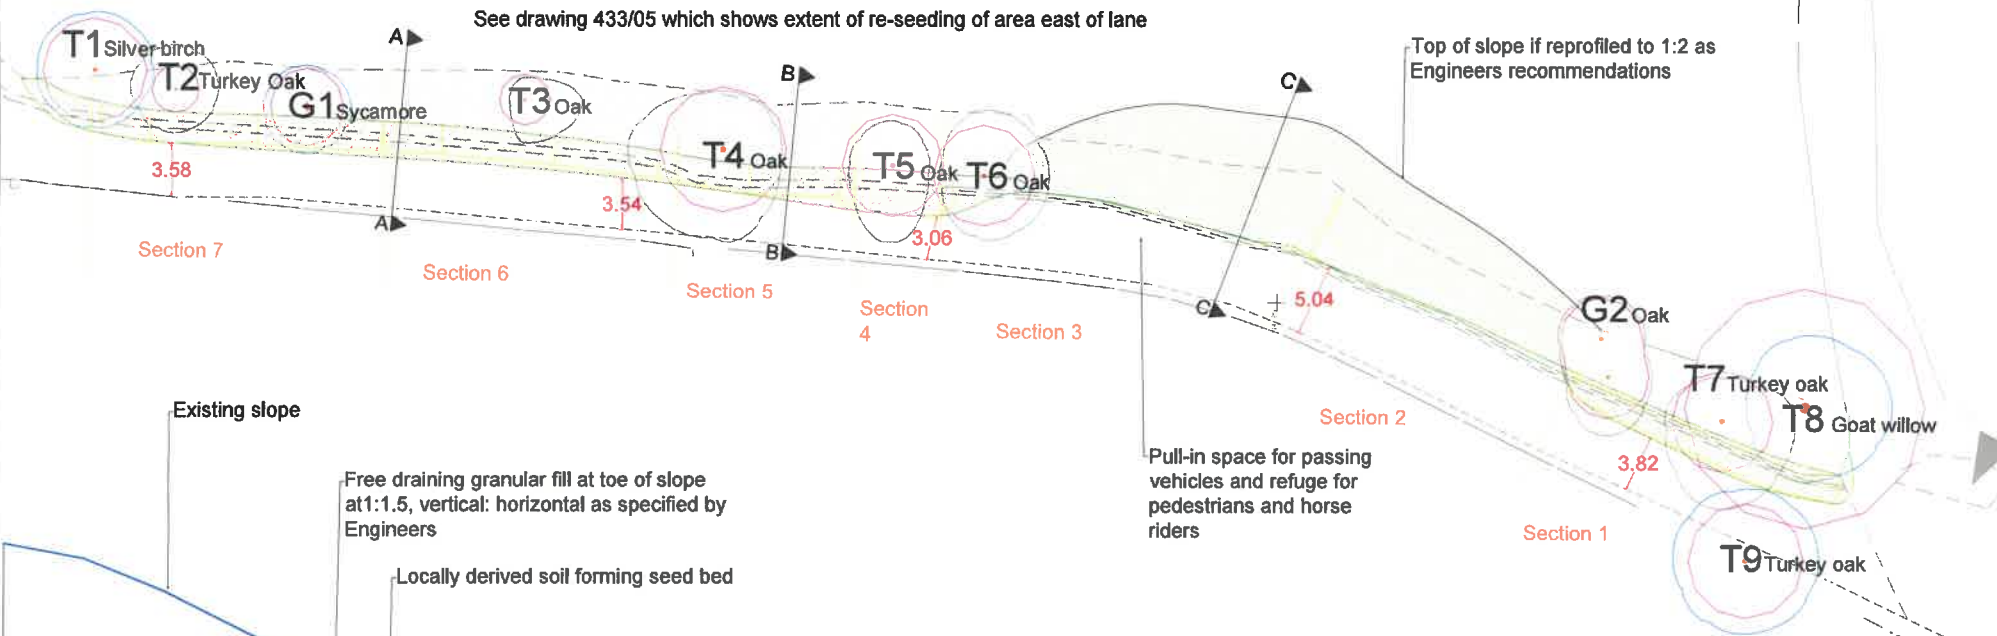 See drawing 433/05 which shows extent of re-seeding of area east of lane
T1 Silver birch
T2 Turkey Oak
G1 Sycamore
A
T3 Oak
B
T4 Oak
T5 Oak
T6 Oak
C
Top of slope if reprofiled to 1:2 as
Engineers recommendations
3.58
3.54
3.06
5.04
A
B
C
G2 Oak
T7 Turkey oak
T8 Goat willow
3.82
T9 Turkey oak
Section 7
Section 6
Section 5
Section
4
Section 3
Section 2
Section 1
Pull-in space for passing
vehicles and refuge for
pedestrians and horse
riders
Existing slope
Free draining granular fill at toe of slope
at1:1.5, vertical: horizontal as specified by
Engineers
Locally derived soil forming seed bed